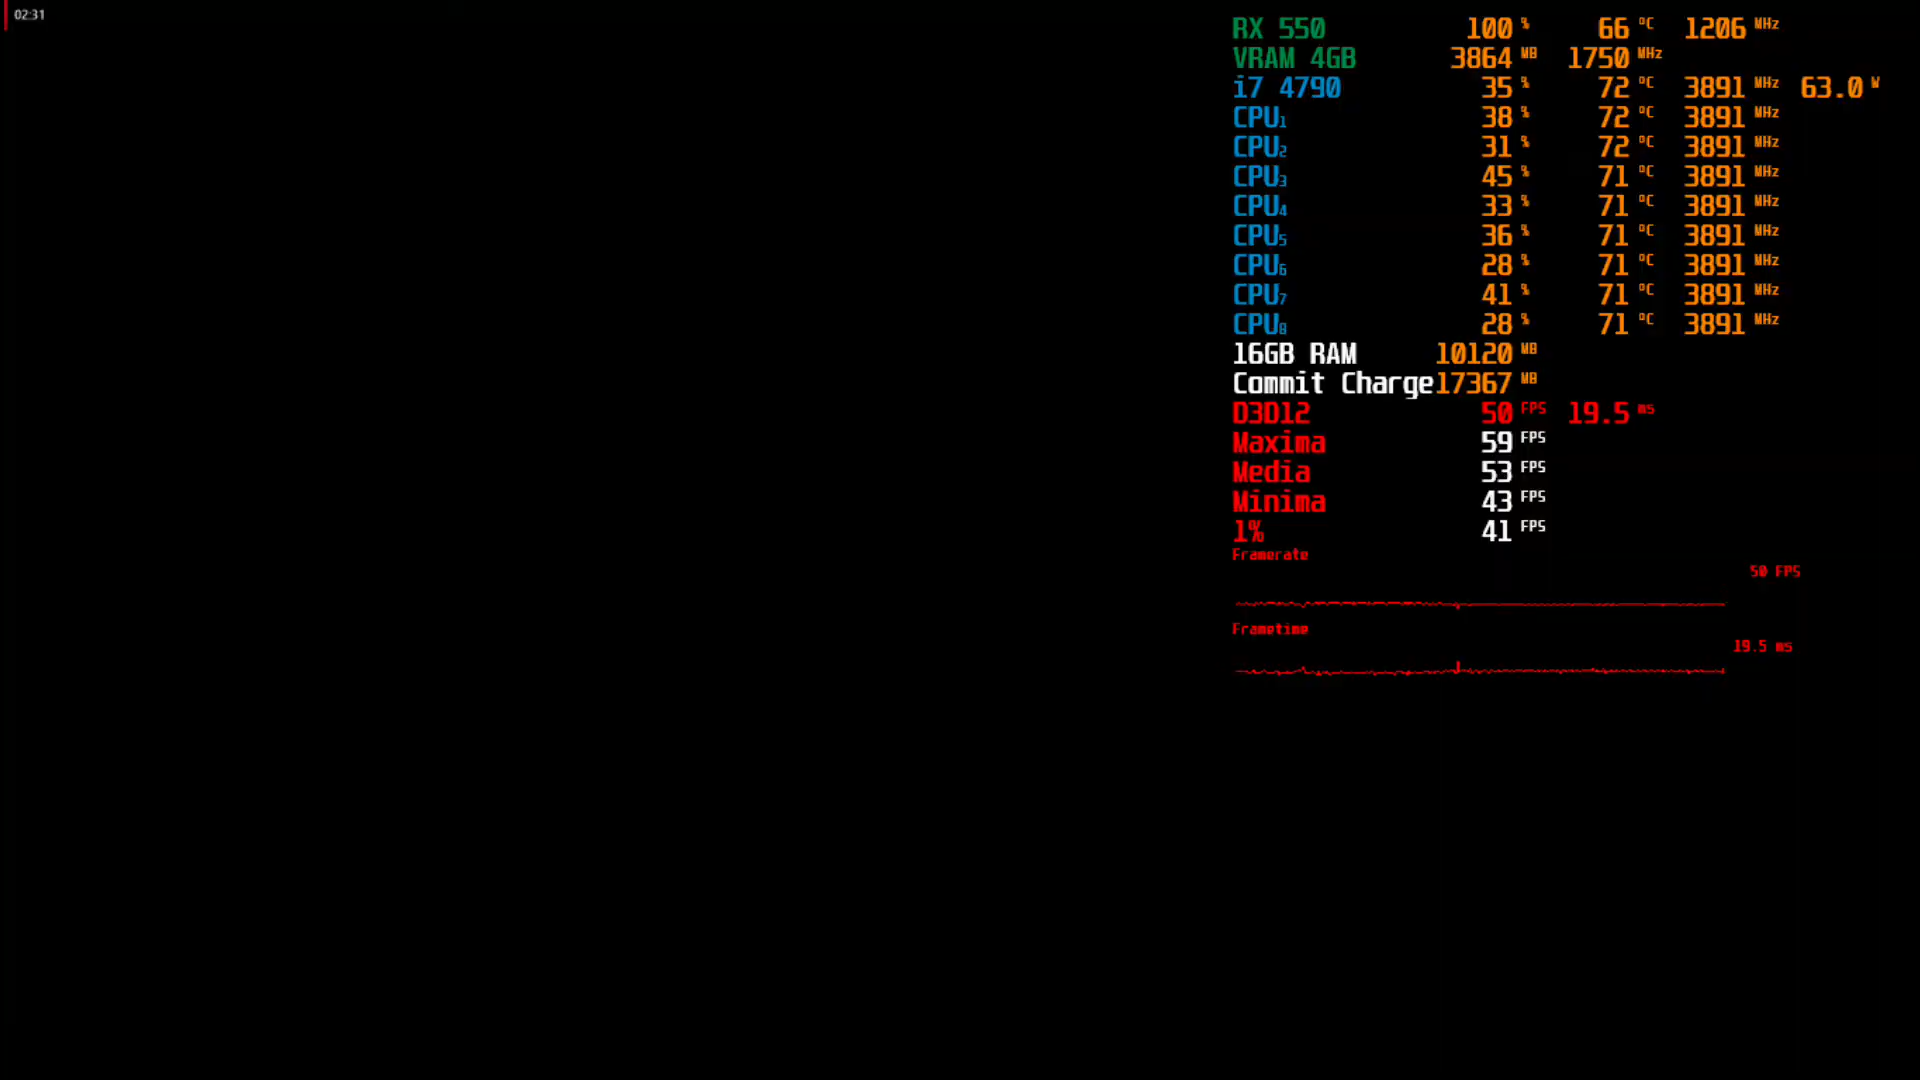 02:31
RX 550 100 % 66 °C 1206 MHz
VRAM 4GB 3864 MB 1750 MHz
i7 4790 35 % 72 °C 3891 MHz 63.0 W
CPU1 38 % 72 °C 3891 MHz
CPU2 31 % 72 °C 3891 MHz
CPU3 45 % 71 °C 3891 MHz
CPU4 33 % 71 °C 3891 MHz
CPU5 36 % 71 °C 3891 MHz
CPU6 28 % 71 °C 3891 MHz
CPU7 41 % 71 °C 3891 MHz
CPU8 28 % 71 °C 3891 MHz
16GB RAM 10120 MB
Commit Charge 17367 MB
D3D12 50 FPS 19.5 ms
Maxima 59 FPS
Media 53 FPS
Minima 43 FPS
1% 41 FPS
Framerate
50 FPS
Frametime
19.5 ms